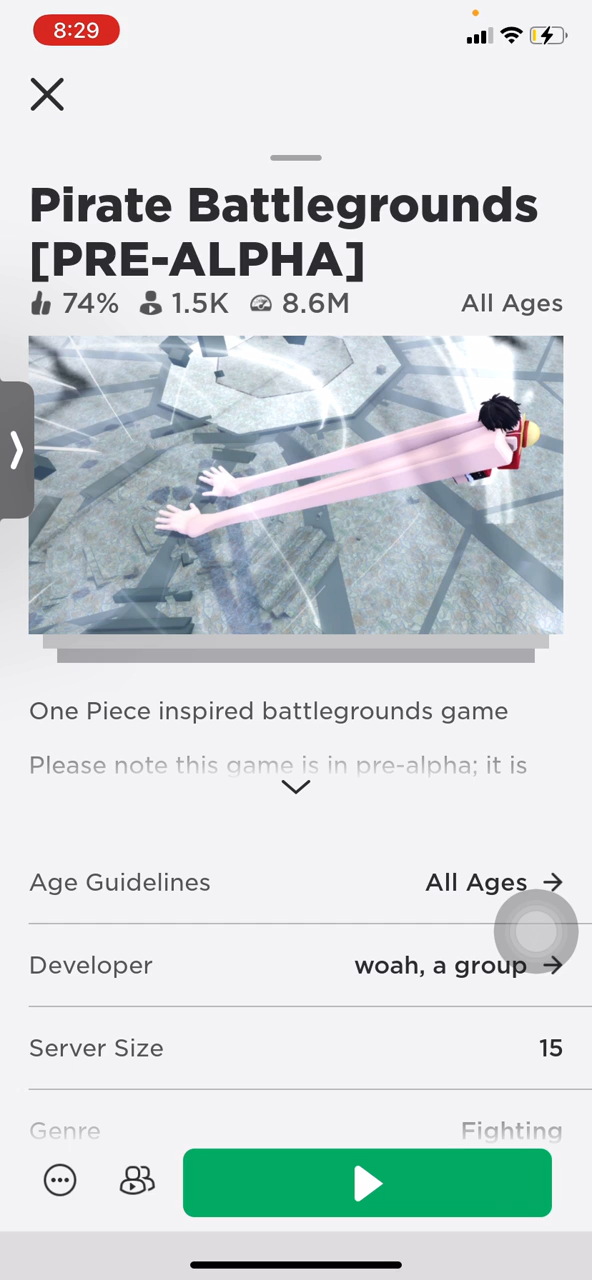 8:29
Pirate Battlegrounds
[PRE-ALPHA]
74% 1.5K 8.6M All Ages
One Piece inspired battlegrounds game
Please note this game is in pre-alpha; it is
Age Guidelines All Ages
Developer woah, a group
Server Size 15
Genre Fighting